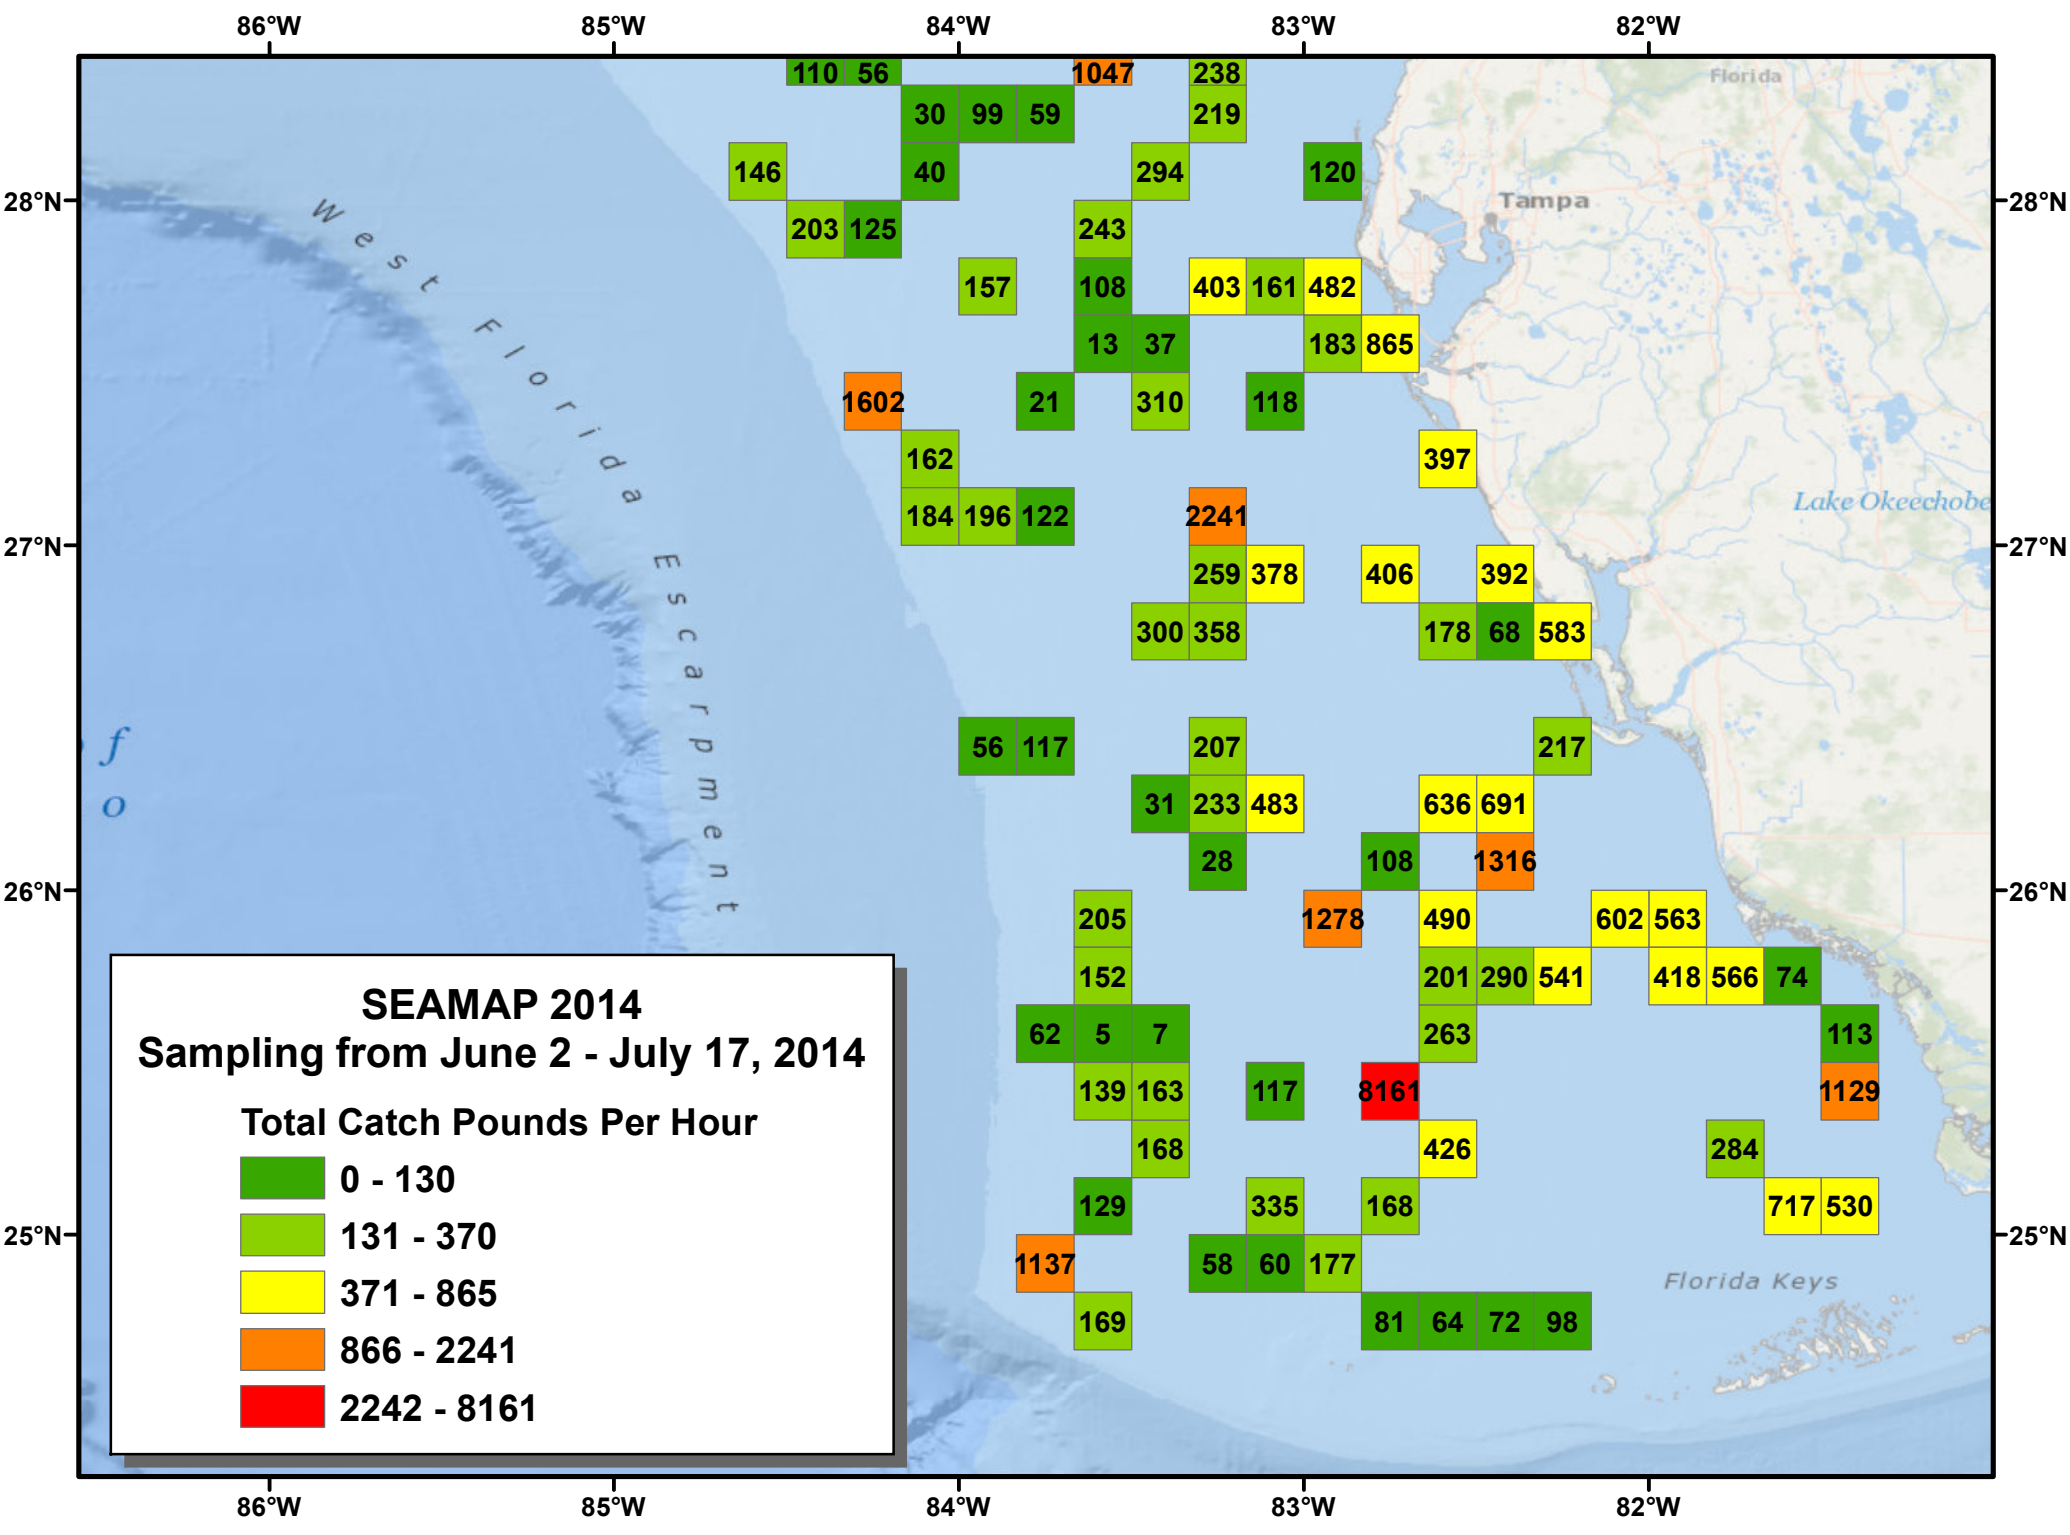 86°W 85°W 84°W 83°W 82°W
110 56 1047 238
Florida
30 99 59 219
146 40 294 120
28°N Tampa 28°N
203 125 243
157 108 403 161 482
13 37 183 865
1602 21 310 118
162 397
West Florida Escarpment
Lake Okeechobe
184 196 122 2241
27°N 27°N
259 378 406 392
300 358 178 68 583
f
56 117 207 217
o
31 233 483 636 691
28 108 1316
26°N 26°N
205 1278 490 602 563
152 201 290 541 418 566 74
62 5 7 263 113
139 163 117 8161 1129
168 426 284
129 335 168 717 530
25°N 25°N
1137 58 60 177
Florida Keys
169 81 64 72 98
SEAMAP 2014
Sampling from June 2 - July 17, 2014
Total Catch Pounds Per Hour
0 - 130
131 - 370
371 - 865
866 - 2241
2242 - 8161
86°W 85°W 84°W 83°W 82°W